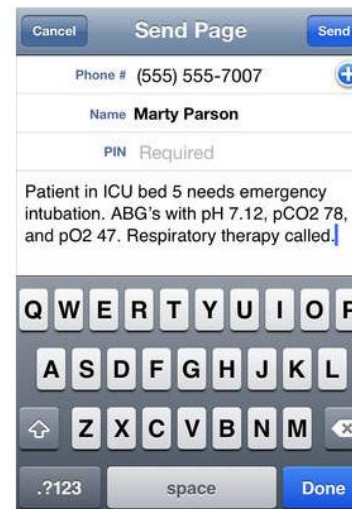 Cancel Send Page Send
Phone # (555) 555-7007
Name Marty Parson
PIN Required
Patient in ICU bed 5 needs emergency
intubation. ABG's with pH 7.12, pCO2 78,
and pO2 47. Respiratory therapy called.
Q W E R T Y U I O P
A S D F G H J K L
Z X C V B N M
.?123 space Done